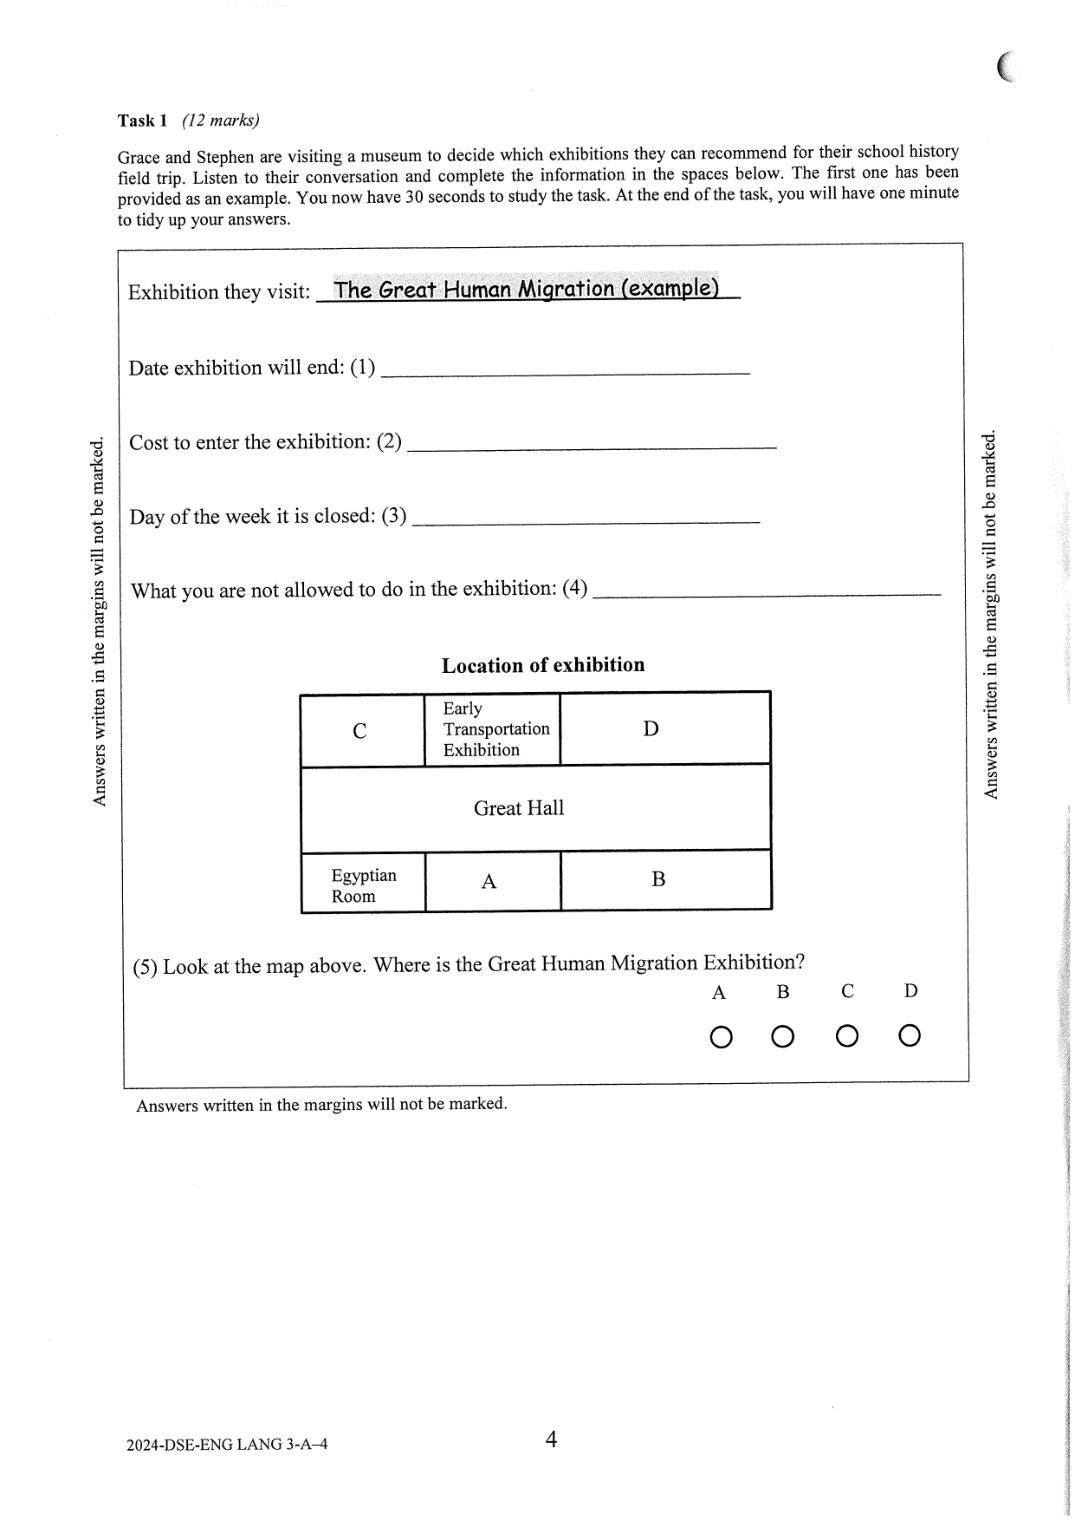 Task 1 (12 marks)
Grace and Stephen are visiting a museum to decide which exhibitions they can recommend for their school history
field trip. Listen to their conversation and complete the information in the spaces below. The first one has been
provided as an example. You now have 30 seconds to study the task. At the end of the task, you will have one minute
to tidy up your answers.
Exhibition they visit: The Great Human Migration (example)
Date exhibition will end: (1)
Cost to enter the exhibition: (2)
Day of the week it is closed: (3)
What you are not allowed to do in the exhibition: (4)
Answers written in the margins will not be marked.
Answers written in the margins will not be marked.
Location of exhibition
C
Early
Transportation
Exhibition
D
Great Hall
Egyptian
Room
A
B
(5) Look at the map above. Where is the Great Human Migration Exhibition?
A B C D
Answers written in the margins will not be marked.
2024-DSE-ENG LANG 3-A–4
4